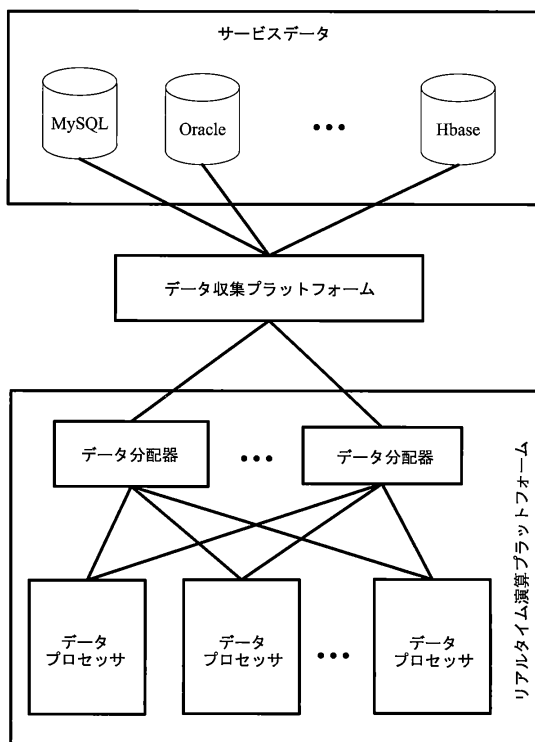 サービスデータ
MySQL
Oracle
•••
Hbase
データ収集プラットフォーム
データ分配器
•••
データ分配器
リアルタイム演算プラットフォーム
データ
プロセッサ
データ
プロセッサ
•••
データ
プロセッサ